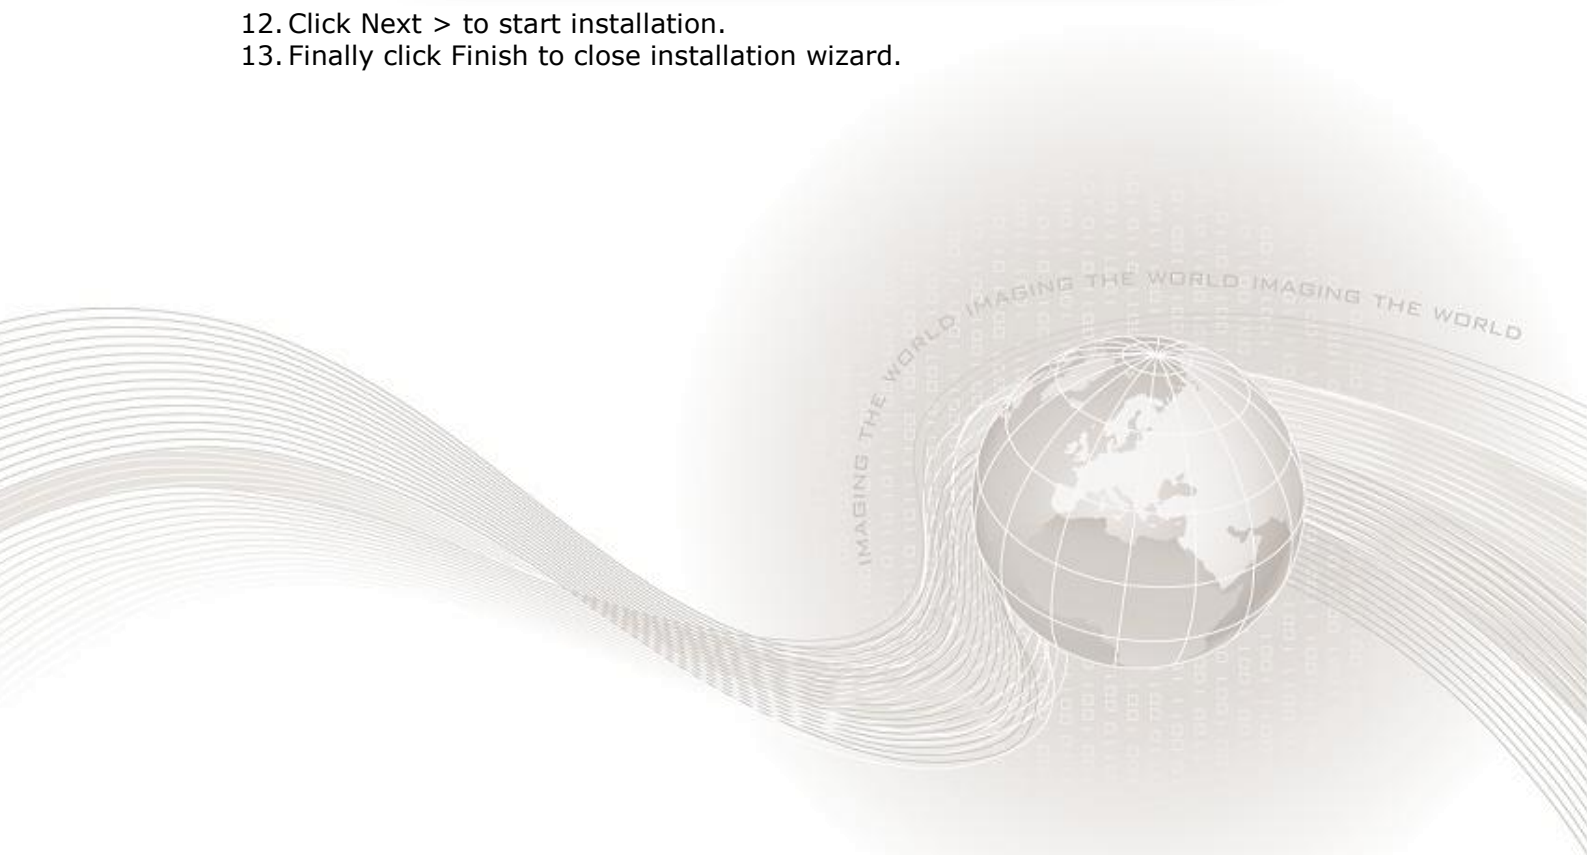 12. Click Next > to start installation.
13. Finally click Finish to close installation wizard.
IMAGING THE WORLD IMAGING THE WORLD IMAGING THE WORLD